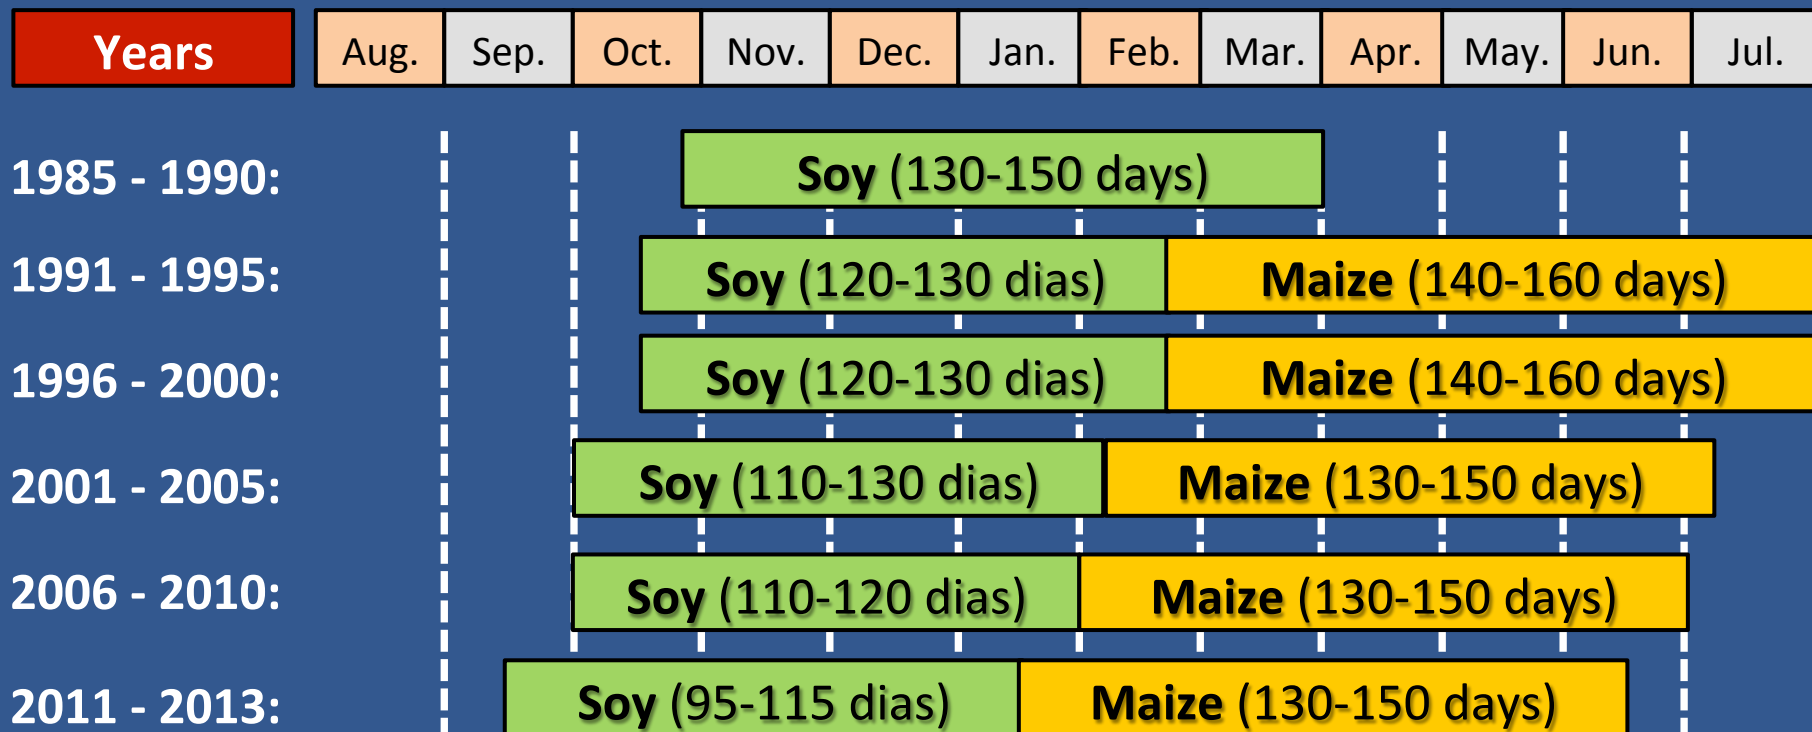 Years Aug. Sep. Oct. Nov. Dec. Jan. Feb. Mar. Apr. May. Jun. Jul.
1985 - 1990: Soy (130-150 days)
1991 - 1995: Soy (120-130 dias) Maize (140-160 days)
1996 - 2000: Soy (120-130 dias) Maize (140-160 days)
2001 - 2005: Soy (110-130 dias) Maize (130-150 days)
2006 - 2010: Soy (110-120 dias) Maize (130-150 days)
2011 - 2013: Soy (95-115 dias) Maize (130-150 days)